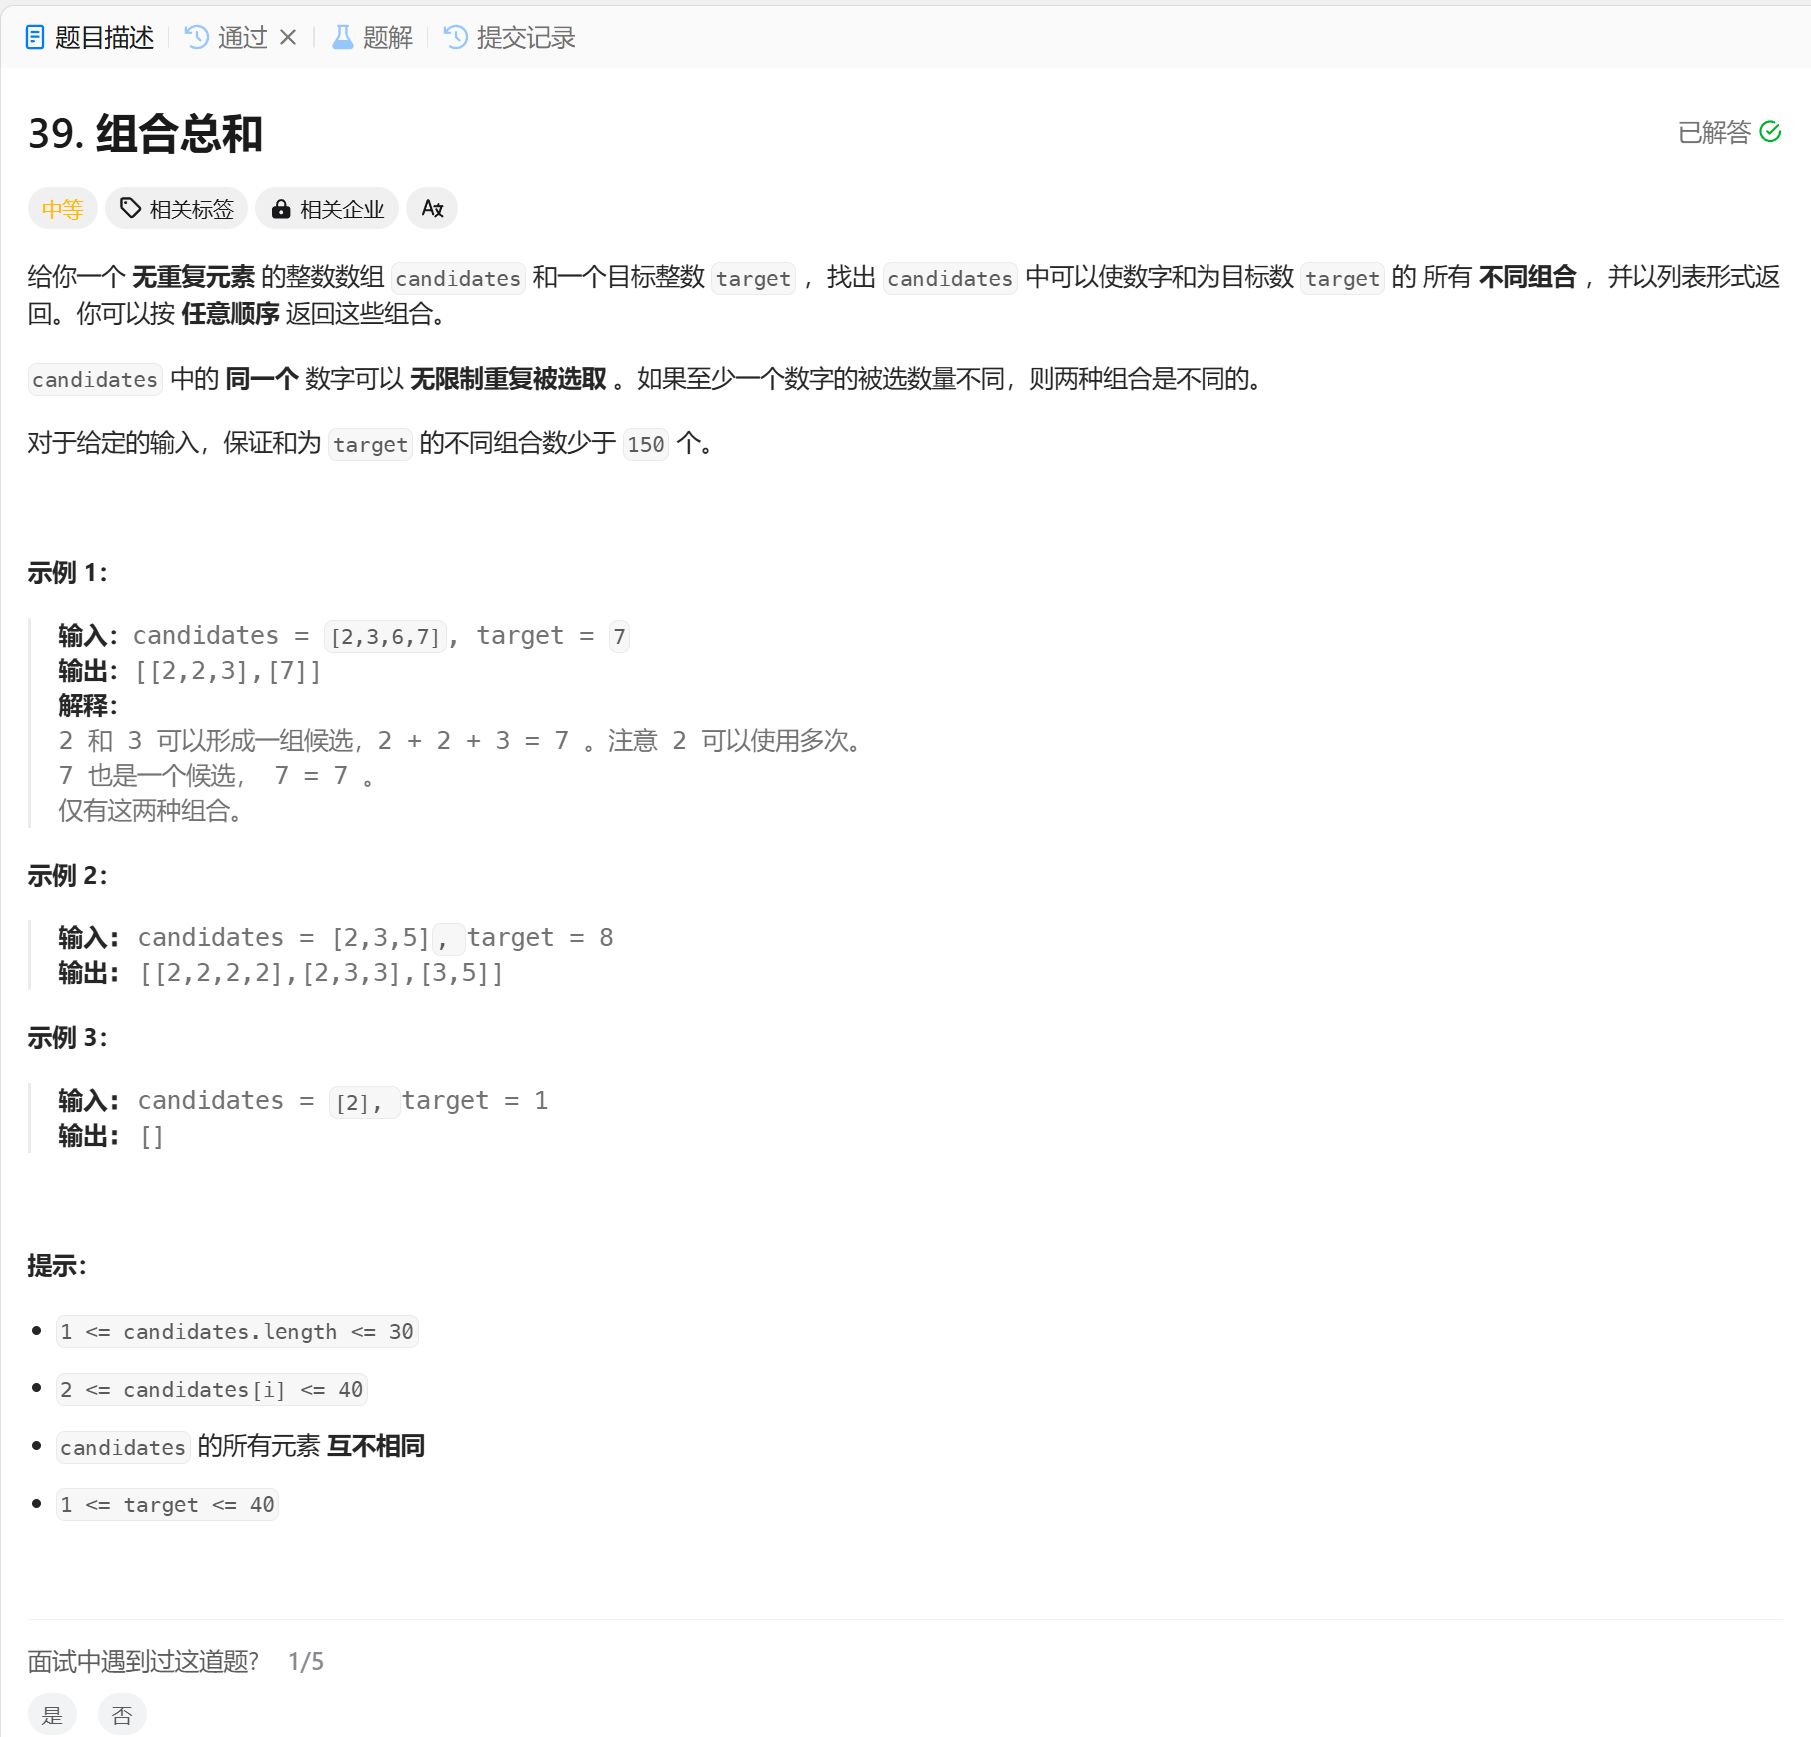 题目描述 通过 × 题解 提交记录
39. 组合总和 已解答
中等 相关标签 相关企业 A文
给你一个 无重复元素 的整数数组 candidates 和一个目标整数 target ，找出 candidates 中可以使数字和为目标数 target 的 所有 不同组合 ，并以列表形式返
回。你可以按 任意顺序 返回这些组合。
candidates 中的 同一个 数字可以 无限制重复被选取 。如果至少一个数字的被选数量不同，则两种组合是不同的。
对于给定的输入，保证和为 target 的不同组合数少于 150 个。
示例 1：
输入：candidates = [2,3,6,7], target = 7
输出：[[2,2,3],[7]]
解释：
2 和 3 可以形成一组候选，2 + 2 + 3 = 7 。注意 2 可以使用多次。
7 也是一个候选， 7 = 7 。
仅有这两种组合。
示例 2：
输入：candidates = [2,3,5], target = 8
输出：[[2,2,2,2],[2,3,3],[3,5]]
示例 3：
输入：candidates = [2], target = 1
输出：[]
提示：
1 <= candidates.length <= 30
2 <= candidates[i] <= 40
candidates 的所有元素 互不相同
1 <= target <= 40
面试中遇到过这道题? 1/5
是 否